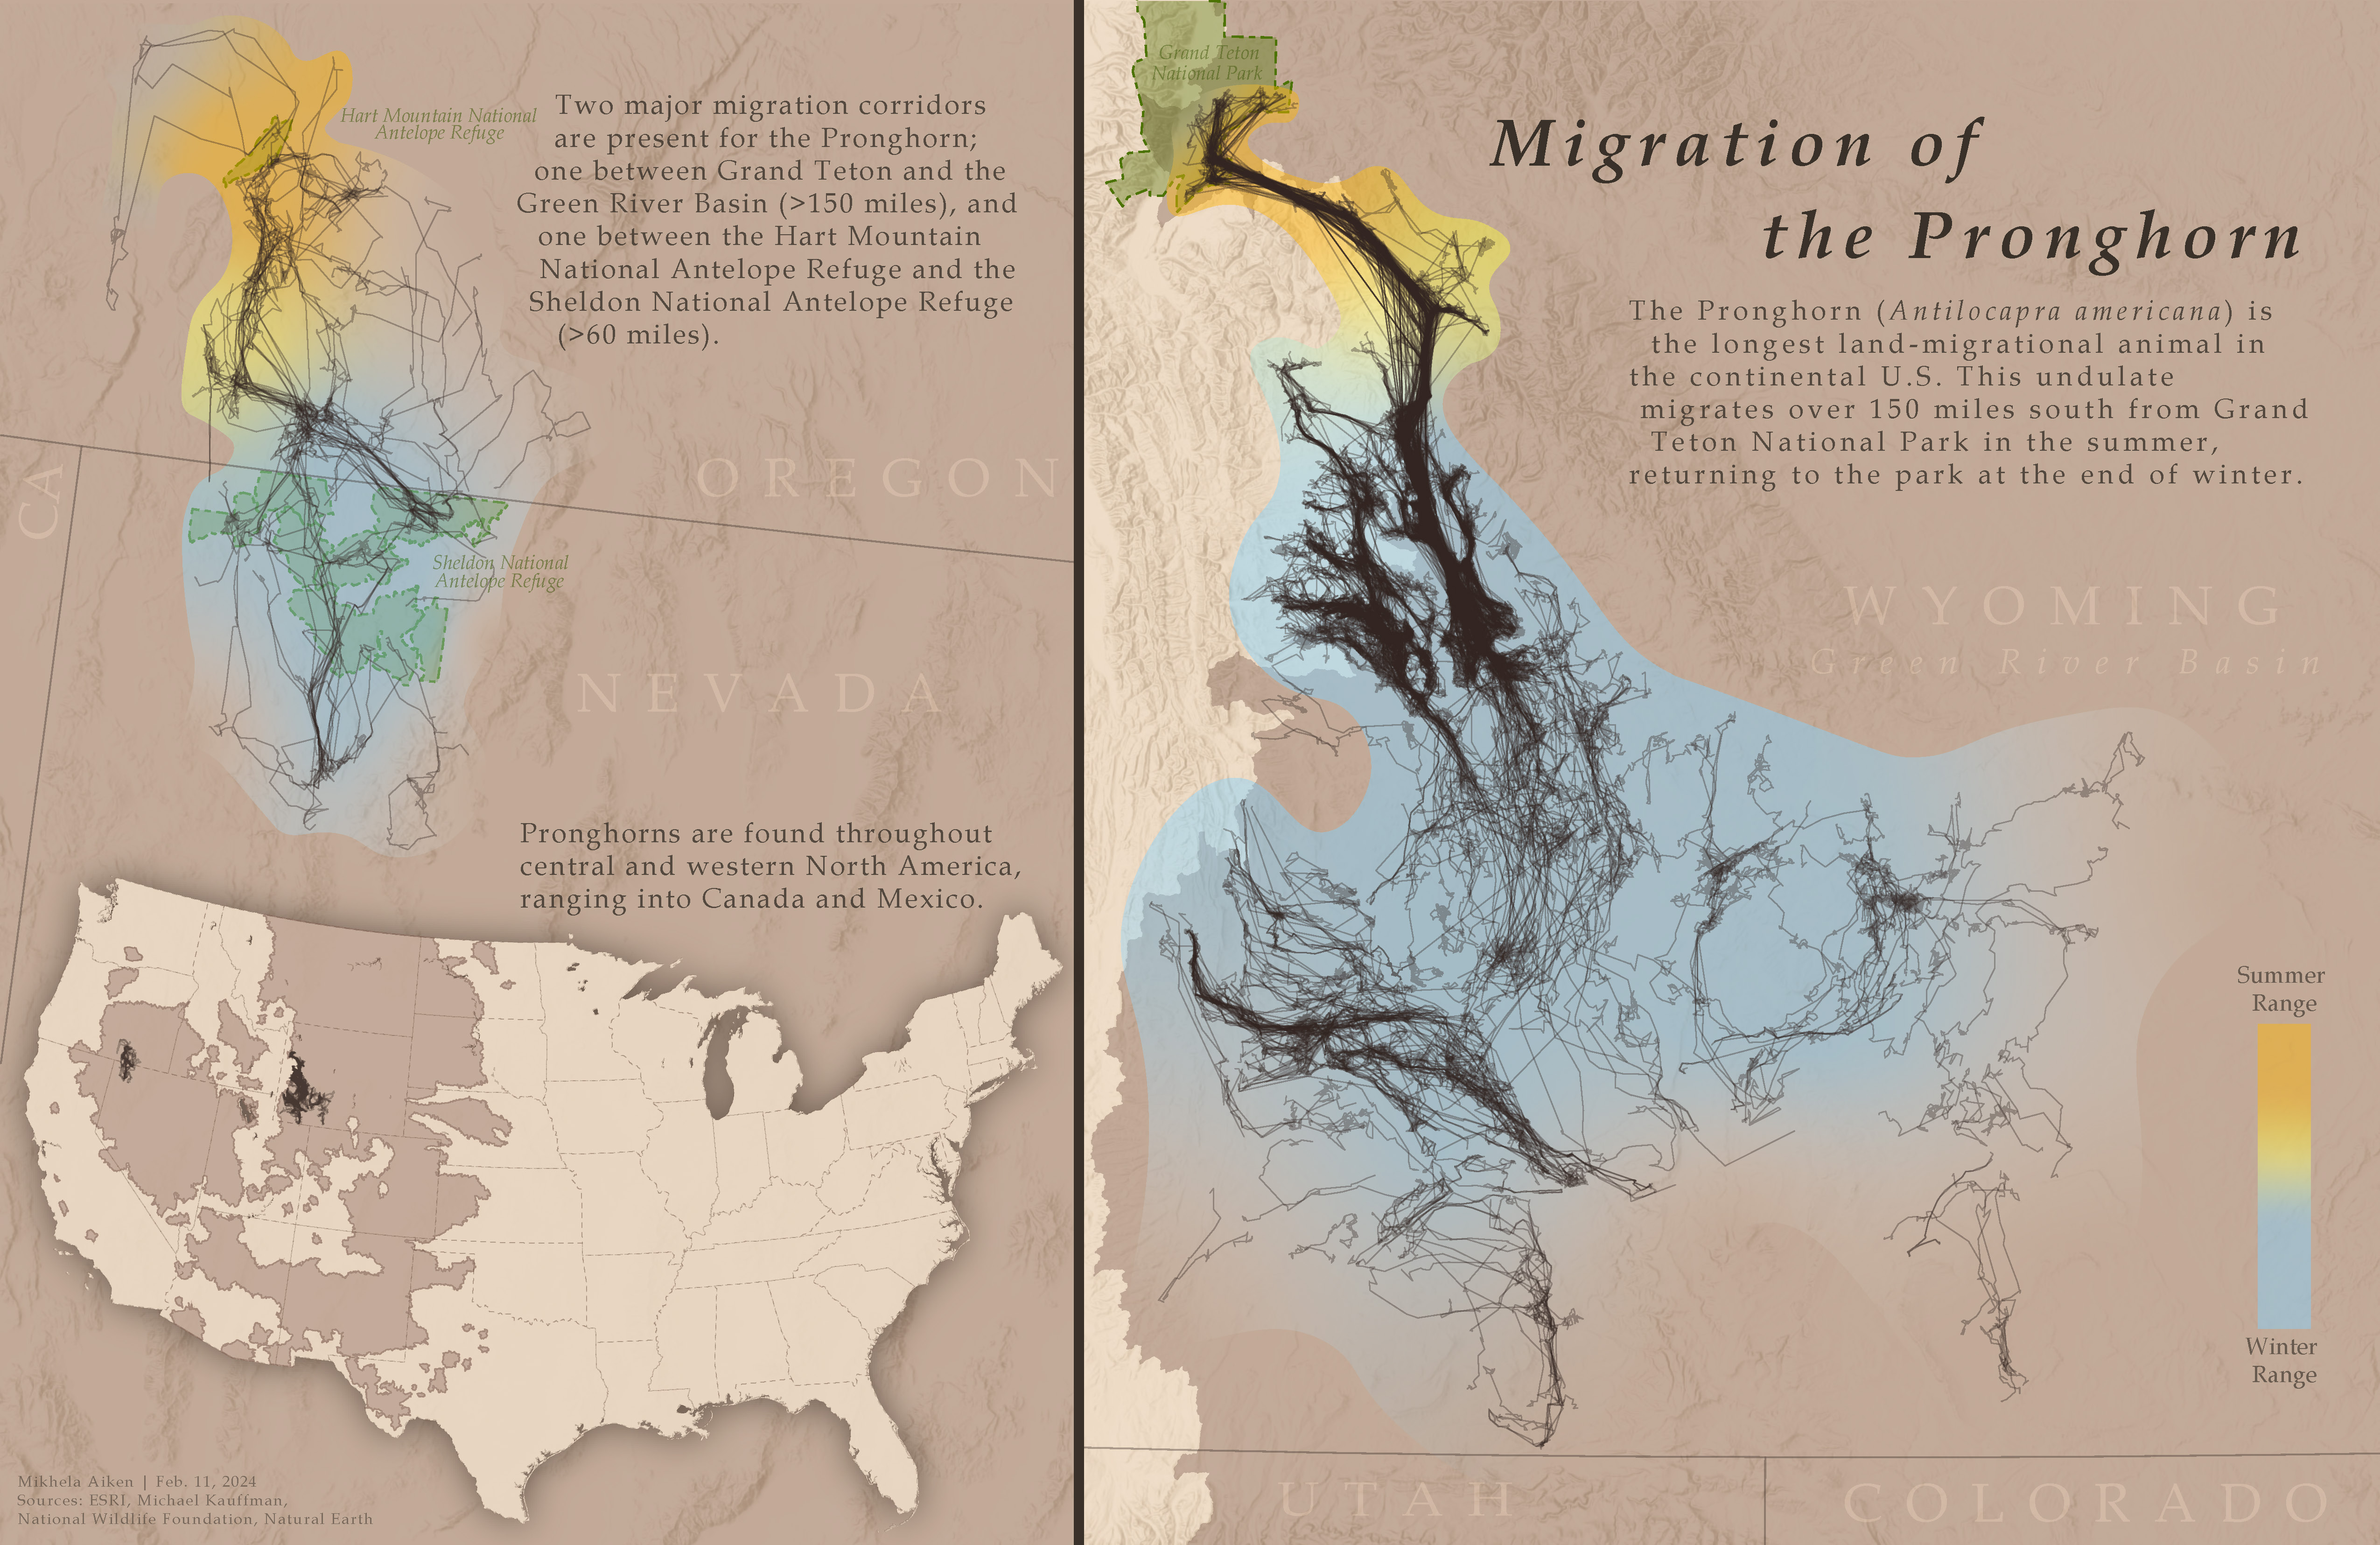 Hart Mountain National
Antelope Refuge
Two major migration corridors
are present for the Pronghorn;
one between Grand Teton and the
Green River Basin (>150 miles), and
one between the Hart Mountain
National Antelope Refuge and the
Sheldon National Antelope Refuge
(>60 miles).
CA
OREGON
Sheldon National
Antelope Refuge
NEVADA
Pronghorns are found throughout
central and western North America,
ranging into Canada and Mexico.
Mikhela Aiken | Feb. 11, 2024
Sources: ESRI, Michael Kauffman,
National Wildlife Foundation, Natural Earth
Grand Teton
National Park
Migration of
the Pronghorn
The Pronghorn (Antilocapra americana) is
the longest land-migrational animal in
the continental U.S. This undulate
migrates over 150 miles south from Grand
Teton National Park in the summer,
returning to the park at the end of winter.
WYOMING
Green River Basin
Summer
Range
Winter
Range
UTAH
COLORADO